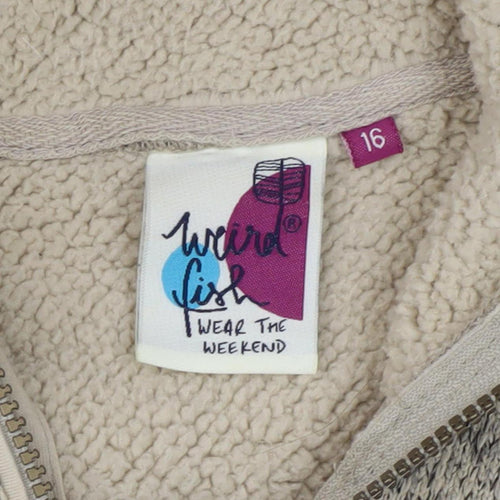 16
weird®
fish
WEAR THE
WEEKEND